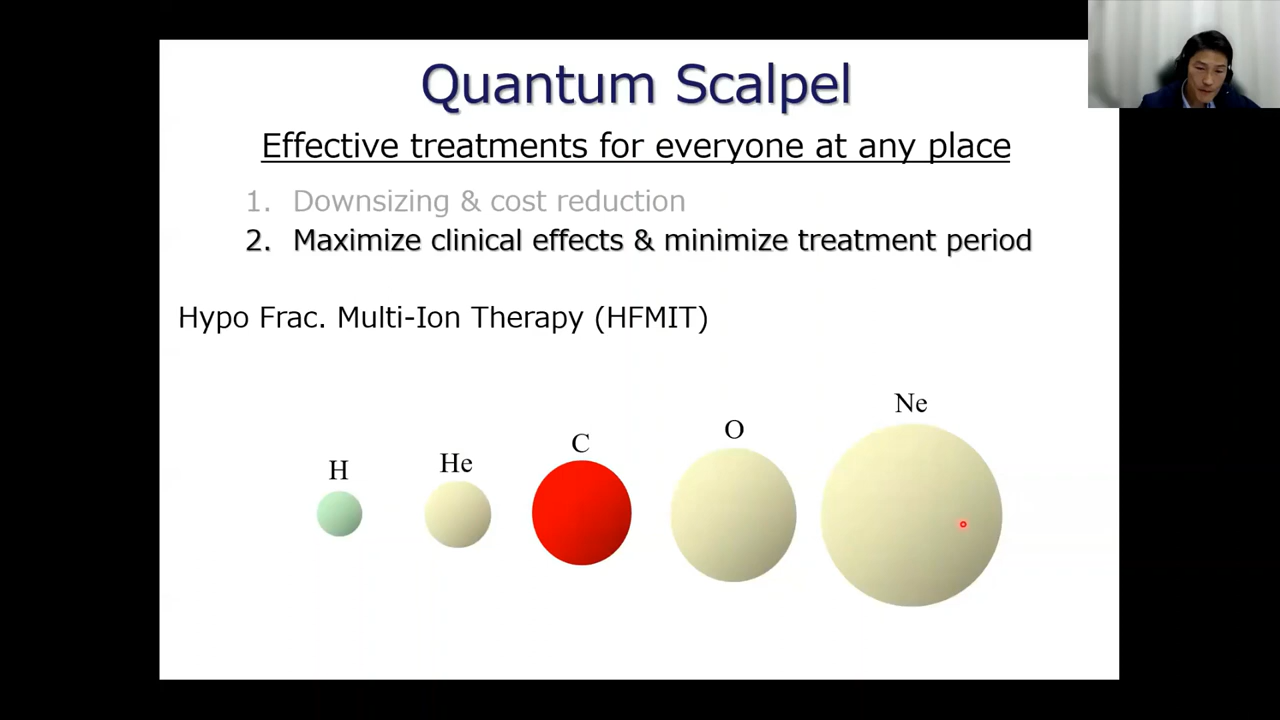 Quantum Scalpel
Effective treatments for everyone at any place
1. Downsizing & cost reduction
2. Maximize clinical effects & minimize treatment period
Hypo Frac. Multi-Ion Therapy (HFMIT)
H
He
C
O
Ne